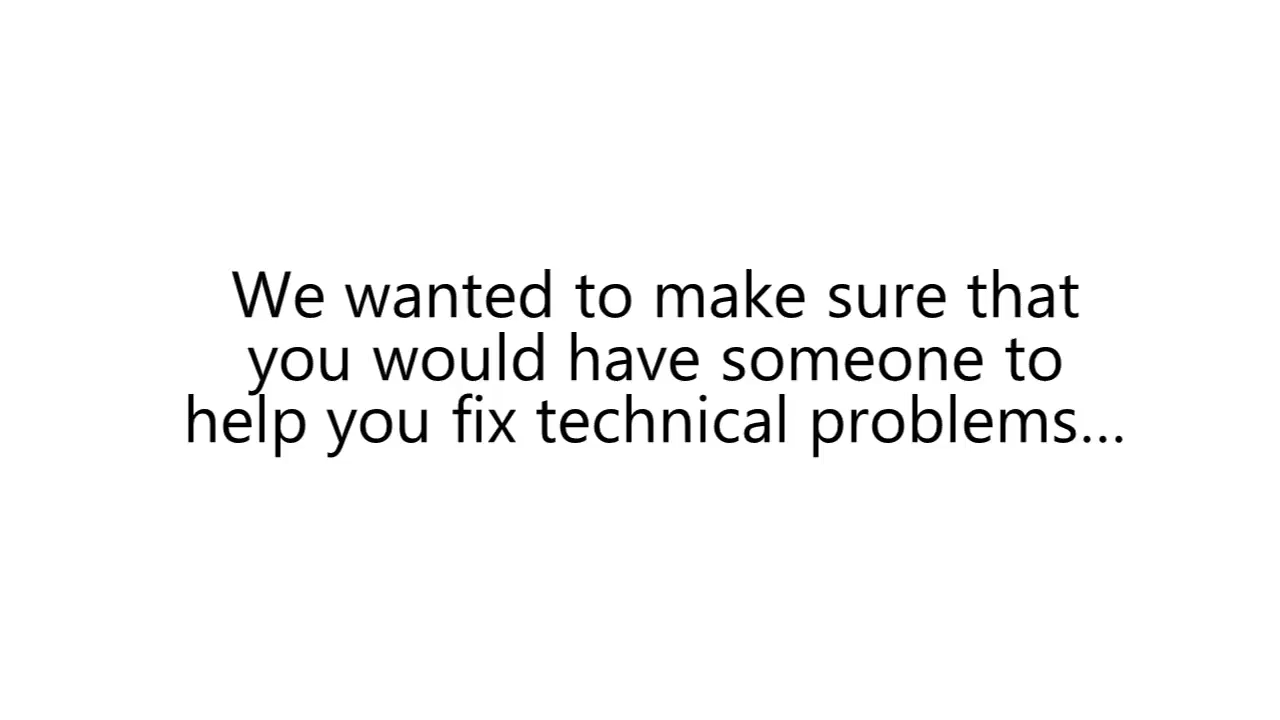 We wanted to make sure that
you would have someone to
help you fix technical problems...